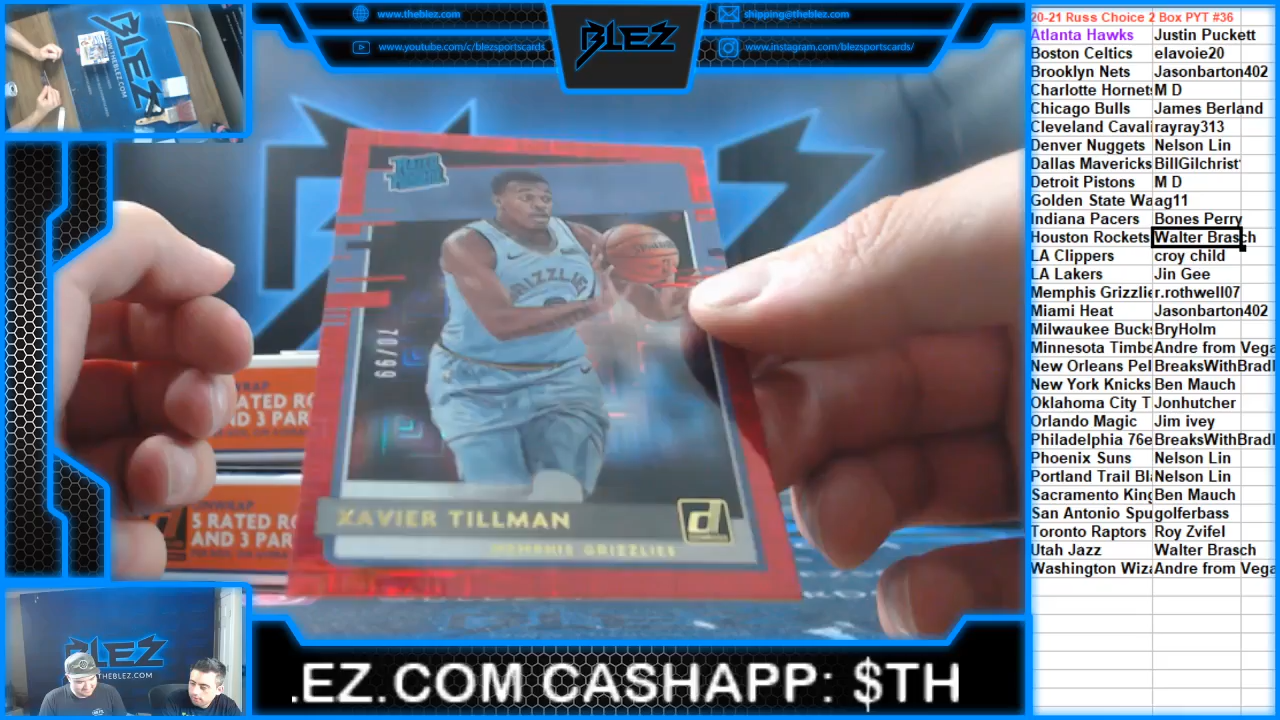 www.theblez.com
shipping@theblez.com
www.youtube.com/c/blezsportscards
www.instagram.com/blezsportscards/
BLEZ
BLEZ
THEBLEZ.COM
RATED ROOKIE
GRIZZLIES
70/99
XAVIER TILLMAN
MEMPHIS GRIZZLIES
d
5 RATED RO
AND 3 PAR
BLEZ
THEBLEZ.COM
.EZ.COM CASHAPP: $TH
20-21 Russ Choice 2 Box PYT #36
Atlanta Hawks Justin Puckett
Boston Celtics elavoie20
Brooklyn Nets Jasonbarton402
Charlotte Hornets M D
Chicago Bulls James Berland
Cleveland Cavali rayray313
Denver Nuggets Nelson Lin
Dallas Mavericks BillGilchrist
Detroit Pistons M D
Golden State Wa ag11
Indiana Pacers Bones Perry
Houston Rockets Walter Brasch
LA Clippers croy child
LA Lakers Jin Gee
Memphis Grizzlie r.rothwell07
Miami Heat Jasonbarton402
Milwaukee Bucks BryHolm
Minnesota Timbe Andre from Vega
New Orleans Pel BreaksWithBradl
New York Knicks Ben Mauch
Oklahoma City T Jonhutcher
Orlando Magic Jim ivey
Philadelphia 76e BreaksWithBradl
Phoenix Suns Nelson Lin
Portland Trail Bla Nelson Lin
Sacramento King Ben Mauch
San Antonio Spu golferbass
Toronto Raptors Roy Zvifel
Utah Jazz Walter Brasch
Washington Wiza Andre from Vega